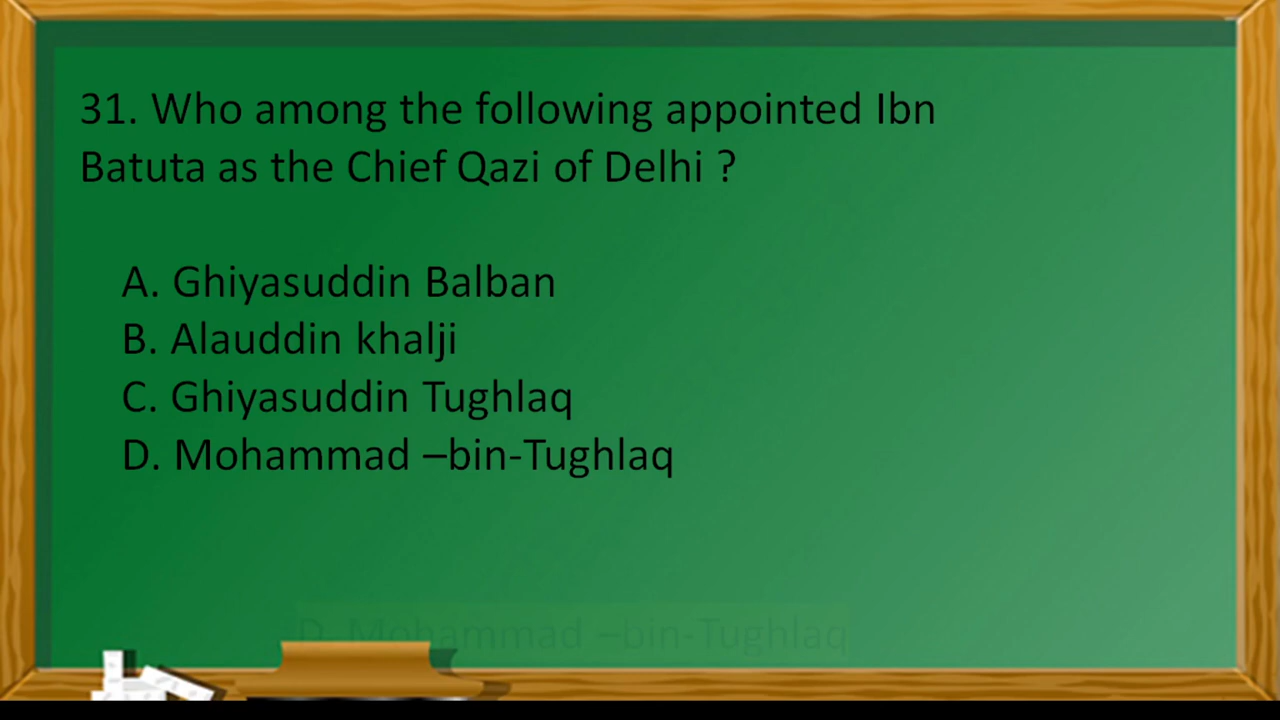 31. Who among the following appointed Ibn
Batuta as the Chief Qazi of Delhi ?
A. Ghiyasuddin Balban
B. Alauddin khalji
C. Ghiyasuddin Tughlaq
D. Mohammad –bin-Tughlaq
D. Mohammad –bin-Tughlaq